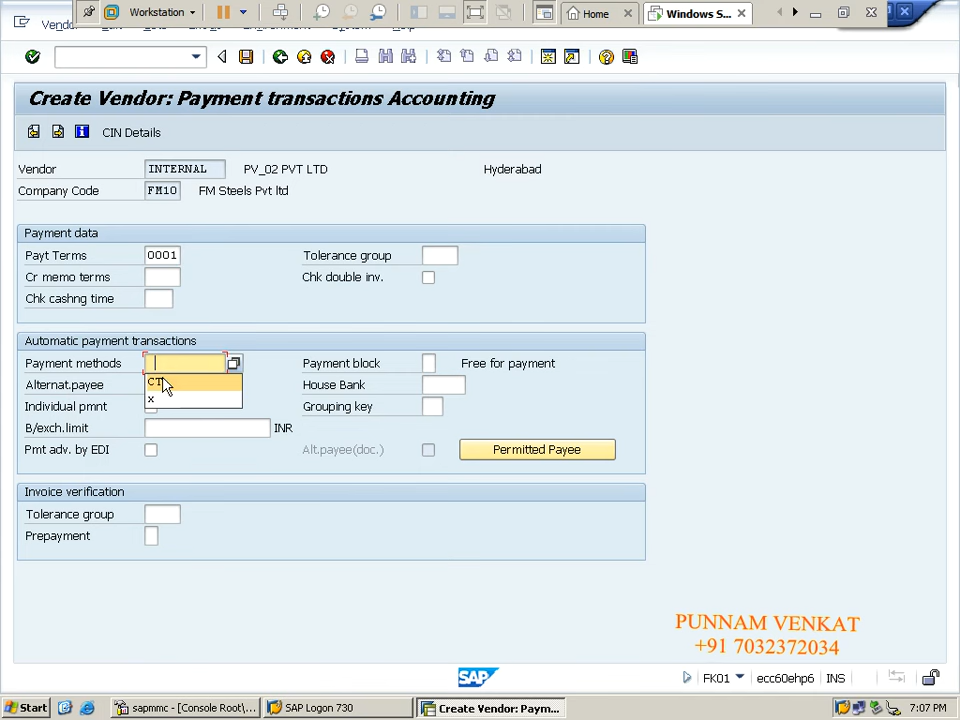 Workstation
Home
Windows S...
Vendor
Create Vendor: Payment transactions Accounting
CIN Details
Vendor INTERNAL PV_02 PVT LTD Hyderabad
Company Code FM10 FM Steels Pvt ltd
Payment data
Payt Terms 0001 Tolerance group
Cr memo terms Chk double inv.
Chk cashng time
Automatic payment transactions
Payment methods Payment block Free for payment
CT
x
Alternat.payee House Bank
Individual pmnt Grouping key
B/exch.limit INR
Pmt adv. by EDI Alt.payee(doc.) Permitted Payee
Invoice verification
Tolerance group
Prepayment
PUNNAM VENKAT
+91 7032372034
SAP FK01 ecc60ehp6 INS
Start sapmmc - [Console Root\... SAP Logon 730 Create Vendor: Paym... 7:07 PM